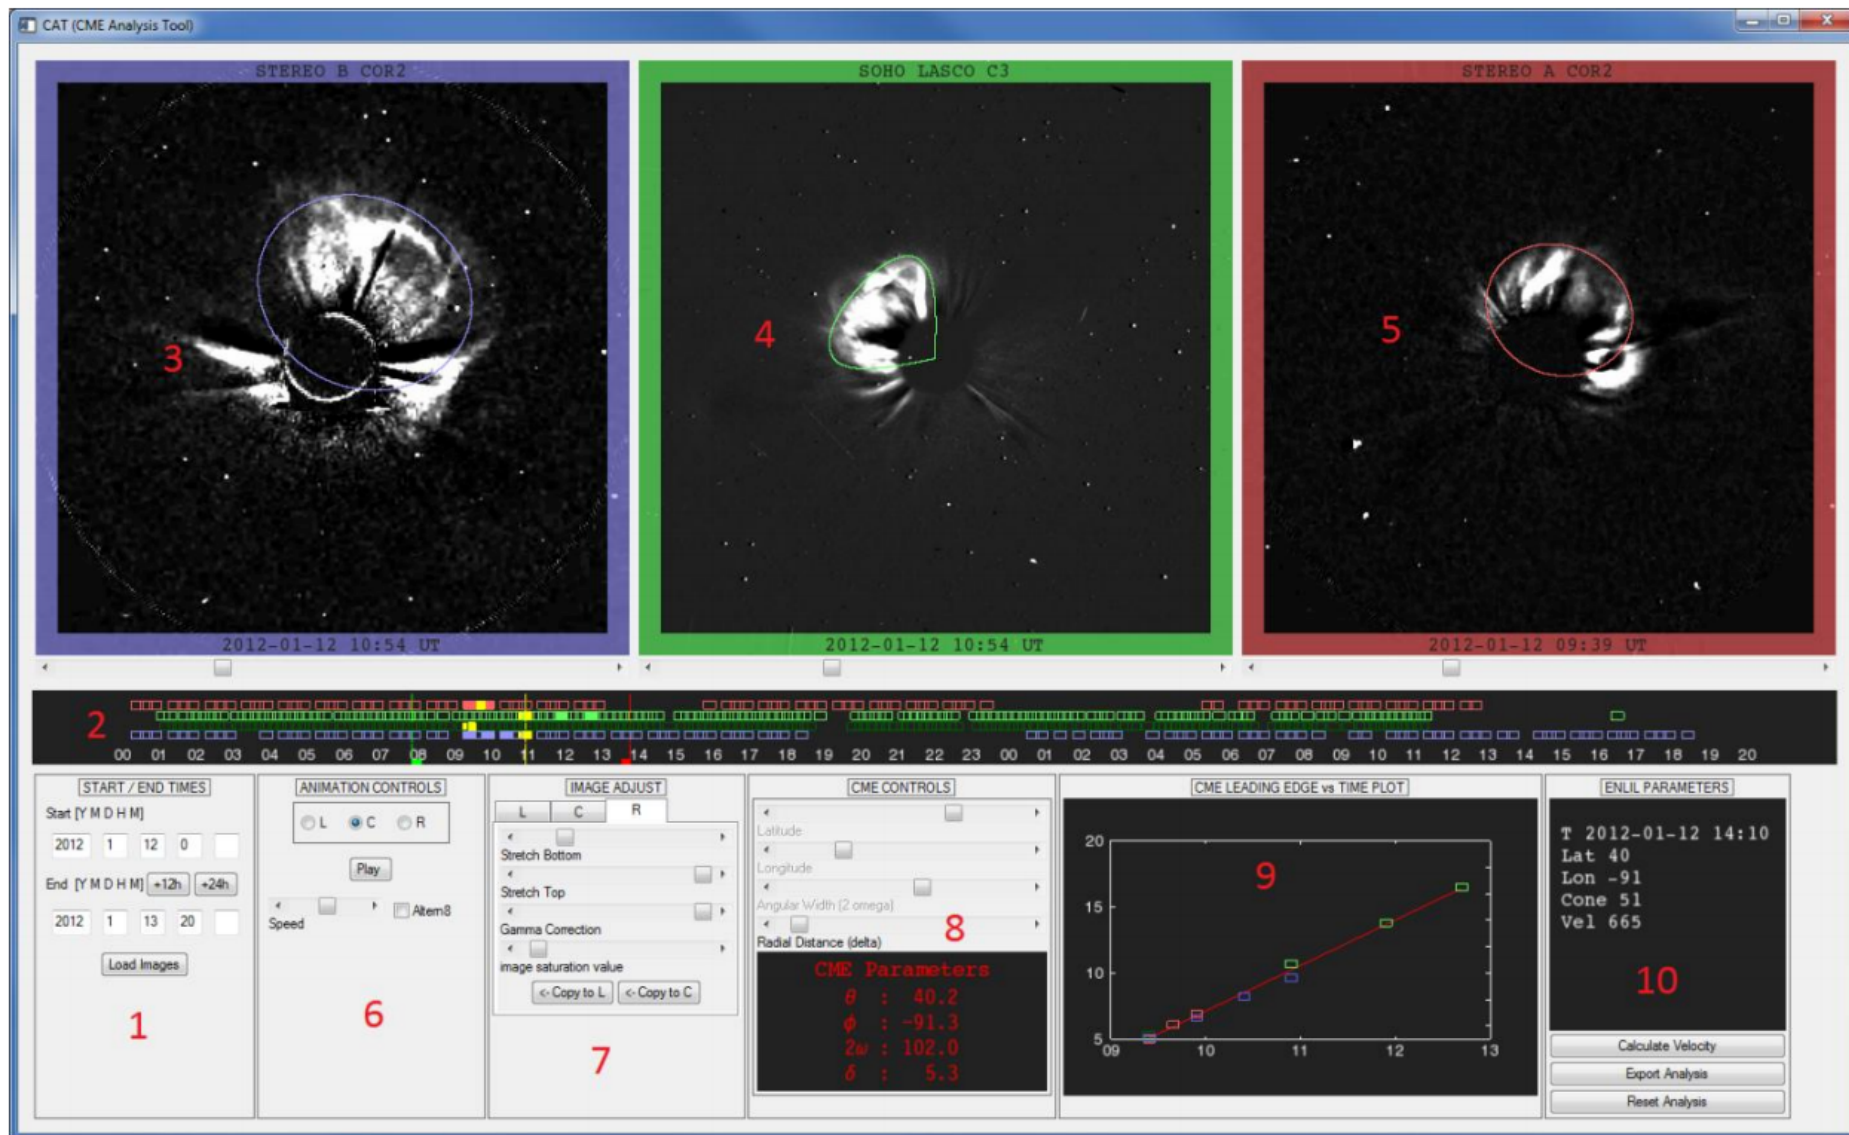 CAT (CME Analysis Tool)
STEREO B COR2
SOHO LASCO C3
STEREO A COR2
3
4
5
2012-01-12 10:54 UT
2012-01-12 10:54 UT
2012-01-12 09:39 UT
2
00 01 02 03 04 05 06 07 08 09 10 11 12 13 14 15 16 17 18 19 20 21 22 23 00 01 02 03 04 05 06 07 08 09 10 11 12 13 14 15 16 17 18 19 20
START / END TIMES
Start [Y M D H M]
2012 1 12 0
End [Y M D H M] +12h +24h
2012 1 13 20
Load Images
1
ANIMATION CONTROLS
L C R
Play
Speed
Altern8
6
IMAGE ADJUST
L C R
Stretch Bottom
Stretch Top
Gamma Correction
image saturation value
<- Copy to L <- Copy to C
7
CME CONTROLS
Latitude
Longitude
Angular Width (2 omega)
Radial Distance (delta)
8
CME Parameters
θ : 40.2
ϕ : -91.3
2ω : 102.0
δ : 5.3
CME LEADING EDGE vs TIME PLOT
20
15
10
5
09 10 11 12 13
9
ENLIL PARAMETERS
T 2012-01-12 14:10
Lat 40
Lon -91
Cone 51
Vel 665
10
Calculate Velocity
Export Analysis
Reset Analysis